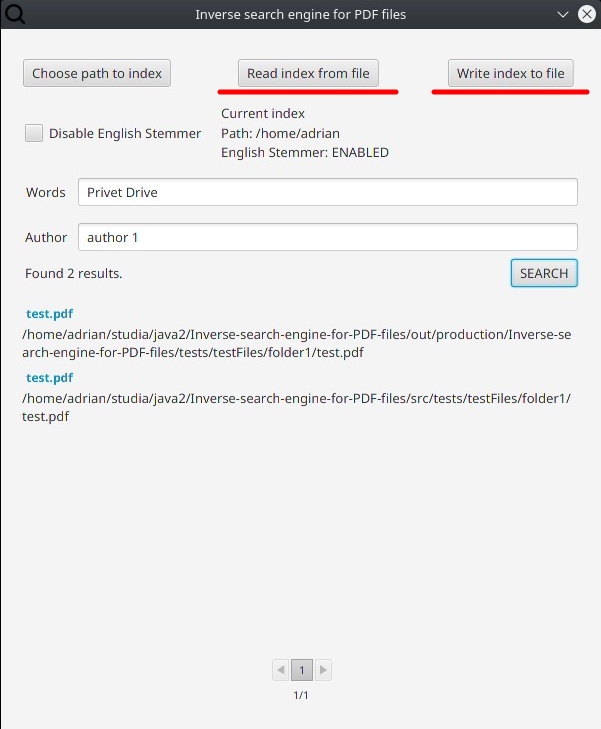 Inverse search engine for PDF files
Choose path to index
Read index from file
Write index to file
Disable English Stemmer
Current index
Path: /home/adrian
English Stemmer: ENABLED
Words
Privet Drive
Author
author 1
Found 2 results.
SEARCH
test.pdf
/home/adrian/studia/java2/Inverse-search-engine-for-PDF-files/out/production/Inverse-se-
arch-engine-for-PDF-files/tests/testFiles/folder1/test.pdf
test.pdf
/home/adrian/studia/java2/Inverse-search-engine-for-PDF-files/src/tests/testFiles/folder1/
test.pdf
1
1/1